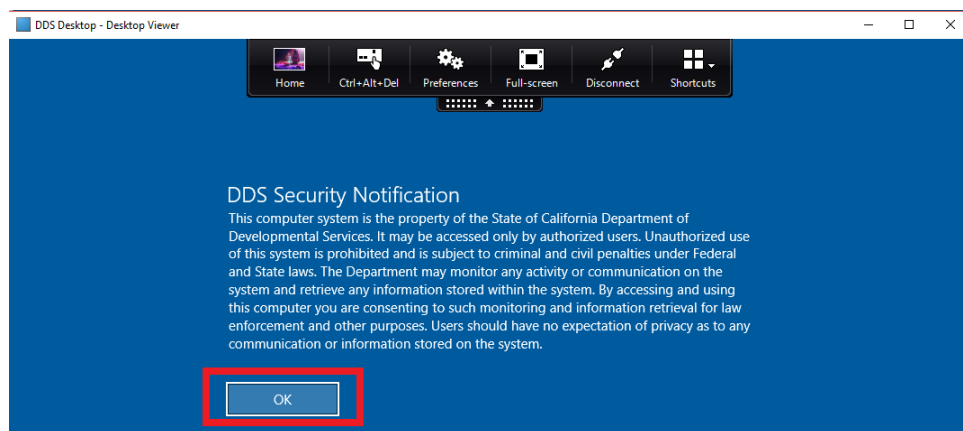 DDS Desktop - Desktop Viewer
Home Ctrl+Alt+Del Preferences Full-screen Disconnect Shortcuts
DDS Security Notification
This computer system is the property of the State of California Department of
Developmental Services. It may be accessed only by authorized users. Unauthorized use
of this system is prohibited and is subject to criminal and civil penalties under Federal
and State laws. The Department may monitor any activity or communication on the
system and retrieve any information stored within the system. By accessing and using
this computer you are consenting to such monitoring and information retrieval for law
enforcement and other purposes. Users should have no expectation of privacy as to any
communication or information stored on the system.
OK